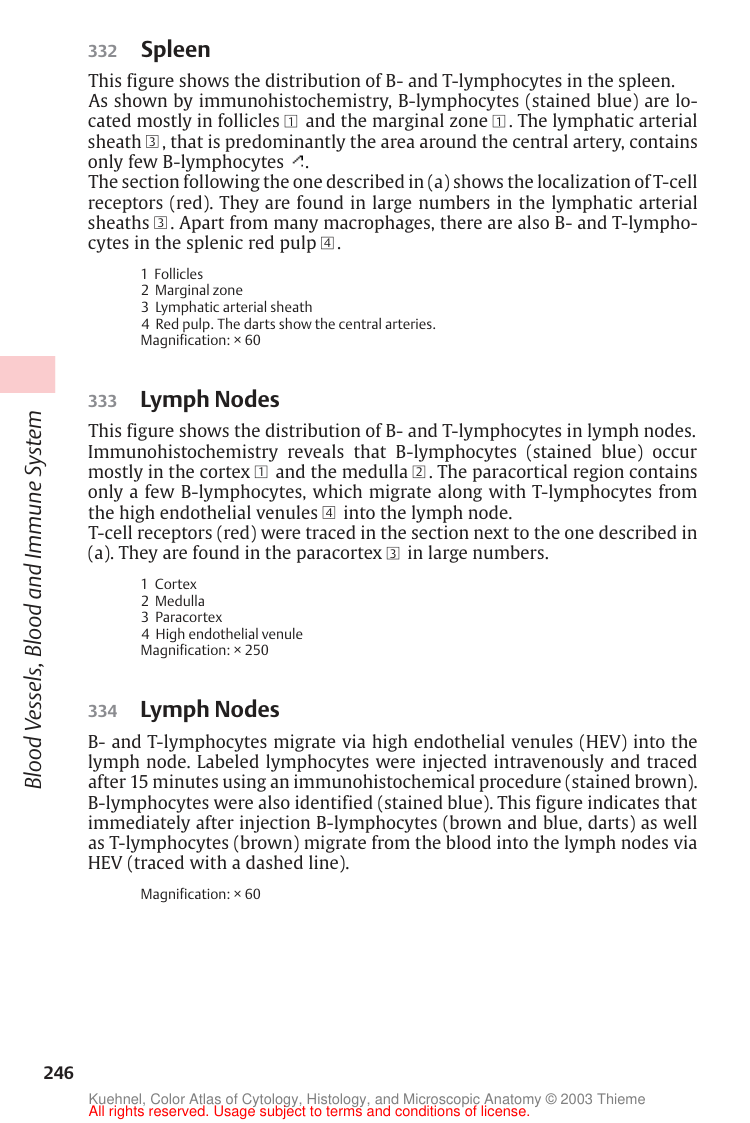 332 Spleen
This figure shows the distribution of B- and T-lymphocytes in the spleen.
As shown by immunohistochemistry, B-lymphocytes (stained blue) are lo-
cated mostly in follicles 1 and the marginal zone 1. The lymphatic arterial
sheath 3, that is predominantly the area around the central artery, contains
only few B-lymphocytes ↗.
The section following the one described in (a) shows the localization of T-cell
receptors (red). They are found in large numbers in the lymphatic arterial
sheaths 3. Apart from many macrophages, there are also B- and T-lympho-
cytes in the splenic red pulp 4.
1 Follicles
2 Marginal zone
3 Lymphatic arterial sheath
4 Red pulp. The darts show the central arteries.
Magnification: × 60
333 Lymph Nodes
This figure shows the distribution of B- and T-lymphocytes in lymph nodes.
Immunohistochemistry reveals that B-lymphocytes (stained blue) occur
mostly in the cortex 1 and the medulla 2. The paracortical region contains
only a few B-lymphocytes, which migrate along with T-lymphocytes from
the high endothelial venules 4 into the lymph node.
T-cell receptors (red) were traced in the section next to the one described in
(a). They are found in the paracortex 3 in large numbers.
1 Cortex
2 Medulla
3 Paracortex
4 High endothelial venule
Magnification: × 250
334 Lymph Nodes
B- and T-lymphocytes migrate via high endothelial venules (HEV) into the
lymph node. Labeled lymphocytes were injected intravenously and traced
after 15 minutes using an immunohistochemical procedure (stained brown).
B-lymphocytes were also identified (stained blue). This figure indicates that
immediately after injection B-lymphocytes (brown and blue, darts) as well
as T-lymphocytes (brown) migrate from the blood into the lymph nodes via
HEV (traced with a dashed line).
Magnification: × 60
Blood Vessels, Blood and Immune System
246
Kuehnel, Color Atlas of Cytology, Histology, and Microscopic Anatomy © 2003 Thieme
All rights reserved. Usage subject to terms and conditions of license.